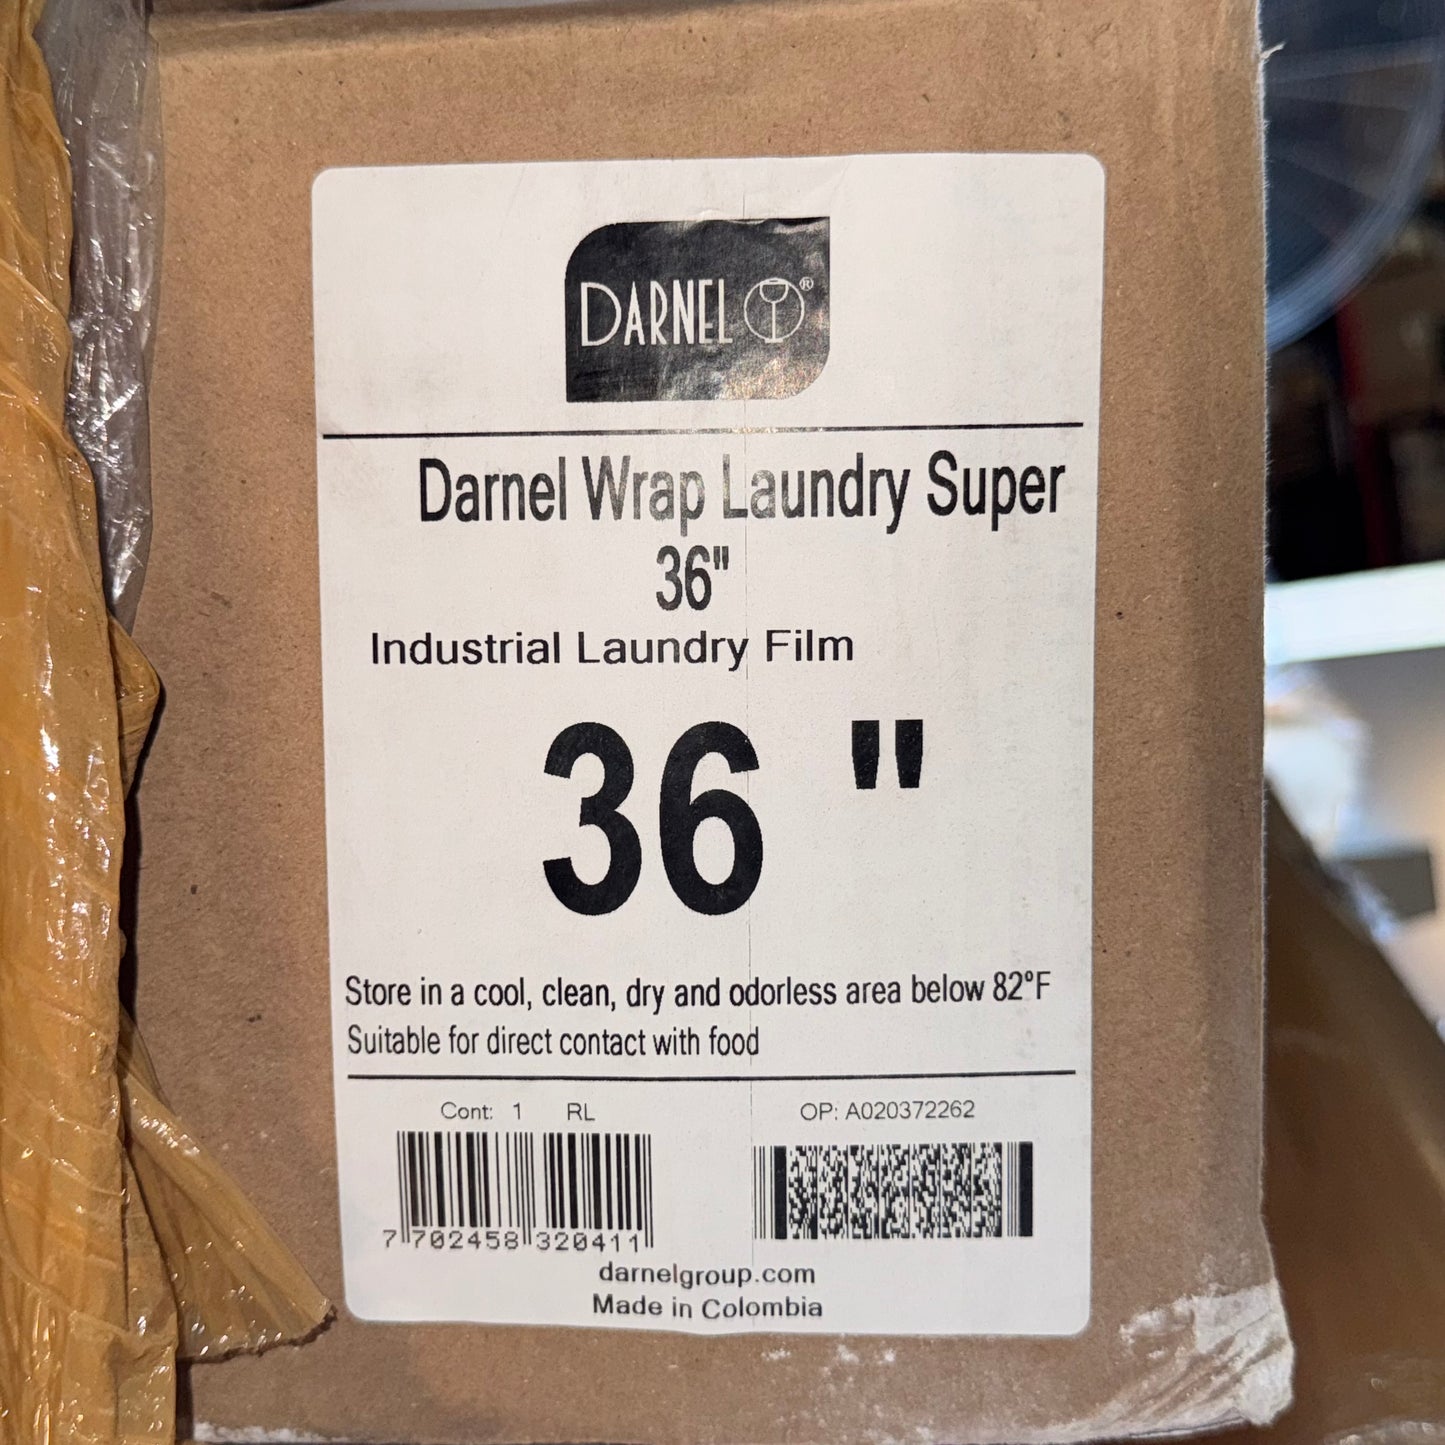 DARNEL ®
Darnel Wrap Laundry Super
36"
Industrial Laundry Film
36 "
Store in a cool, clean, dry and odorless area below 82°F
Suitable for direct contact with food
Cont: 1 RL
OP: A020372262
7 702458 320411
darnelgroup.com
Made in Colombia